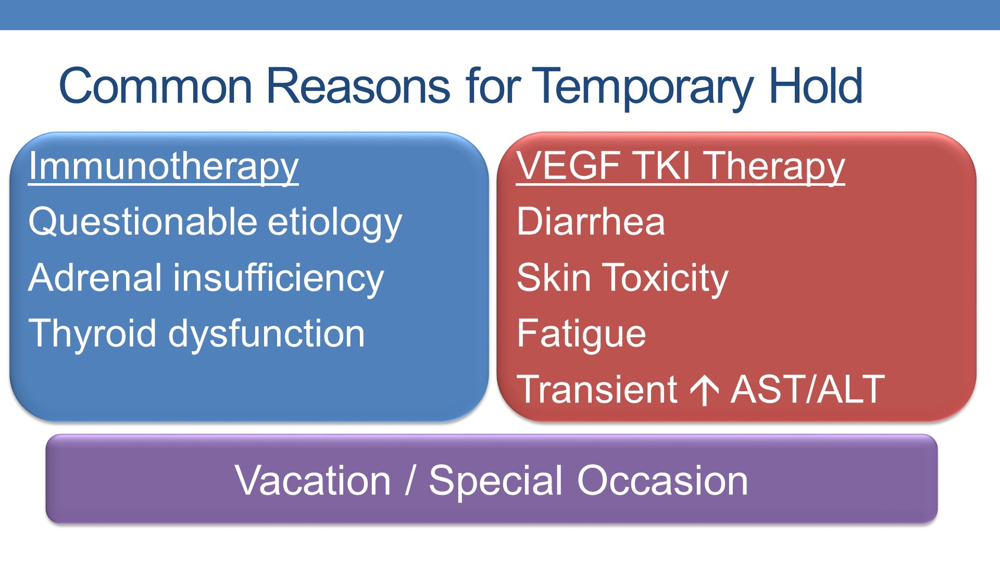 Common Reasons for Temporary Hold
Immunotherapy
Questionable etiology
Adrenal insufficiency
Thyroid dysfunction
VEGF TKI Therapy
Diarrhea
Skin Toxicity
Fatigue
Transient ↑ AST/ALT
Vacation / Special Occasion